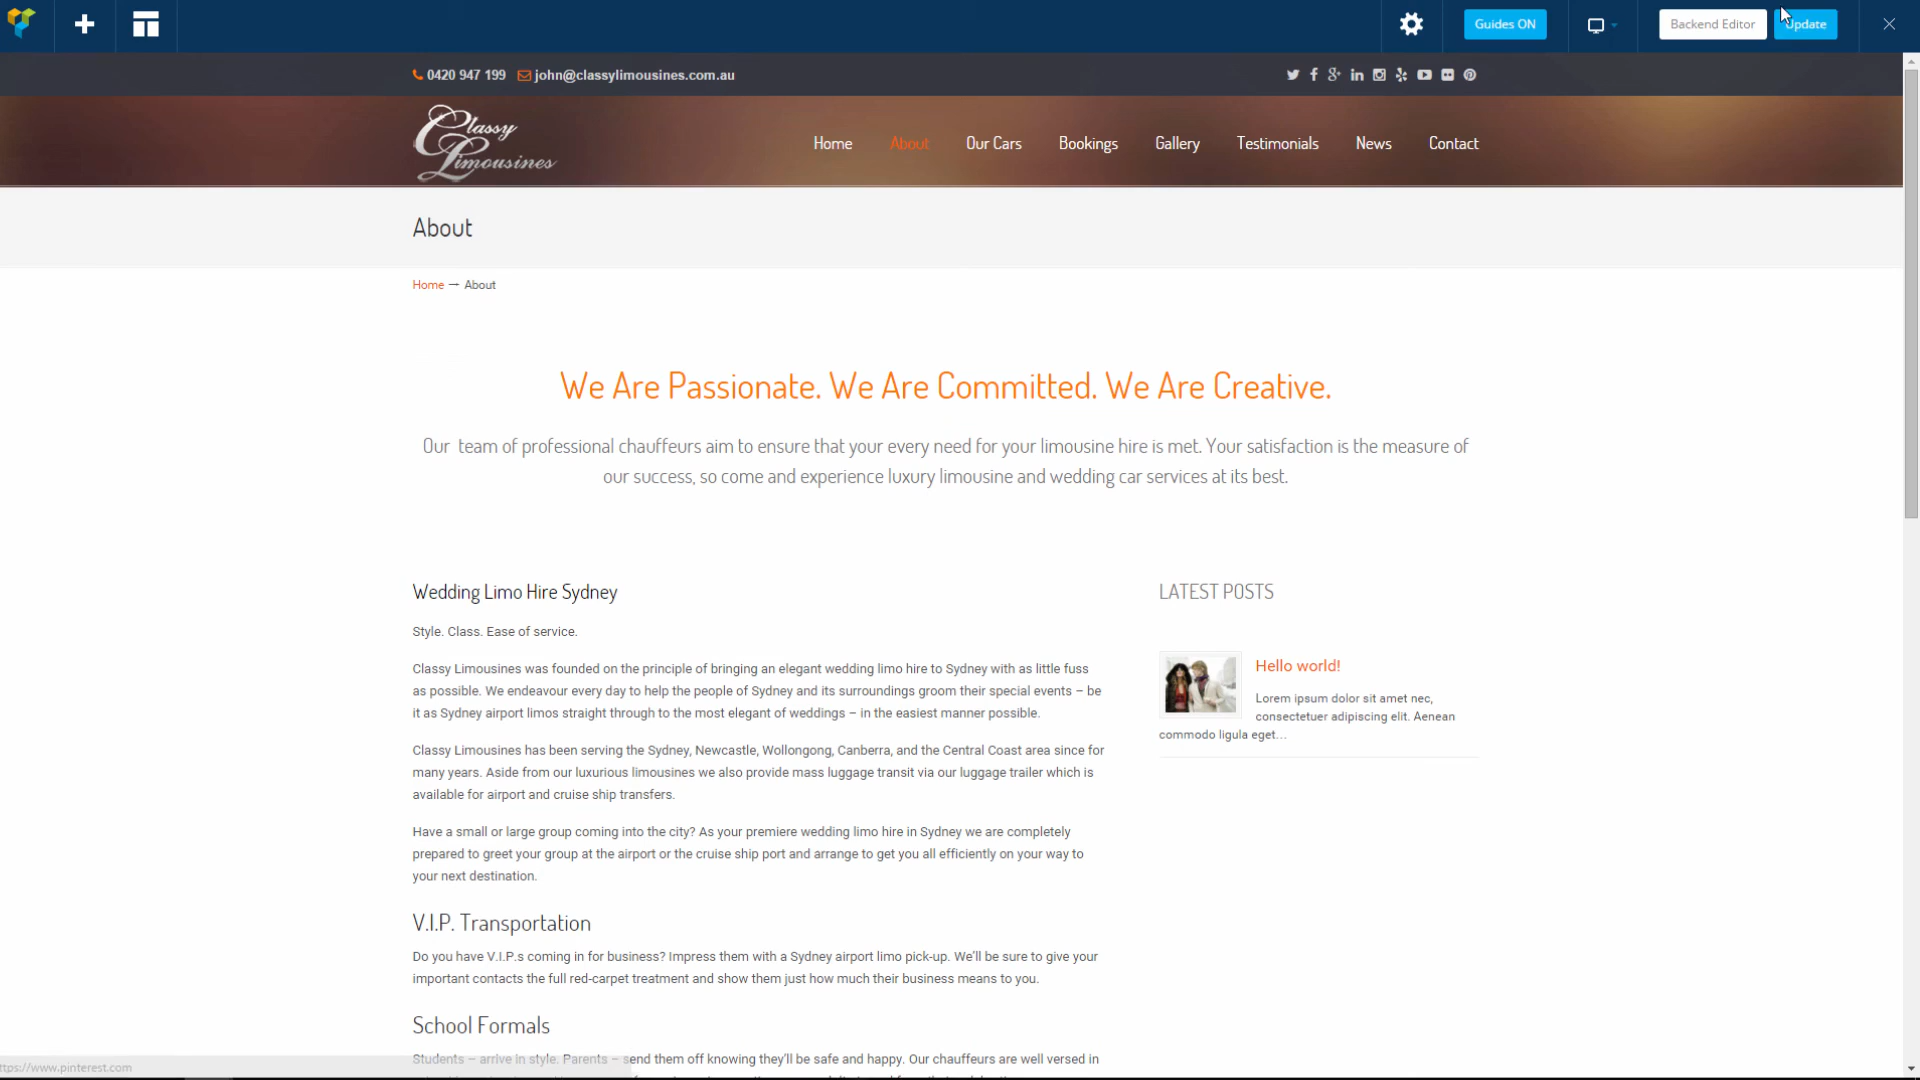 Guides ON
Backend Editor
Update
0420 947 199 john@classylimousines.com.au
Classy
Limousines
Home About Our Cars Bookings Gallery Testimonials News Contact
About
Home → About
We Are Passionate. We Are Committed. We Are Creative.
Our team of professional chauffeurs aim to ensure that your every need for your limousine hire is met. Your satisfaction is the measure of
our success, so come and experience luxury limousine and wedding car services at its best.
Wedding Limo Hire Sydney
Style. Class. Ease of service.
Classy Limousines was founded on the principle of bringing an elegant wedding limo hire to Sydney with as little fuss
as possible. We endeavour every day to help the people of Sydney and its surroundings groom their special events – be
it as Sydney airport limos straight through to the most elegant of weddings – in the easiest manner possible.
Classy Limousines has been serving the Sydney, Newcastle, Wollongong, Canberra, and the Central Coast area since for
many years. Aside from our luxurious limousines we also provide mass luggage transit via our luggage trailer which is
available for airport and cruise ship transfers.
Have a small or large group coming into the city? As your premiere wedding limo hire in Sydney we are completely
prepared to greet your group at the airport or the cruise ship port and arrange to get you all efficiently on your way to
your next destination.
V.I.P. Transportation
Do you have V.I.P.s coming in for business? Impress them with a Sydney airport limo pick-up. We'll be sure to give your
important contacts the full red-carpet treatment and show them just how much their business means to you.
School Formals
Students – arrive in style. Parents – send them off knowing they'll be safe and happy. Our chauffeurs are well versed in
LATEST POSTS
Hello world!
Lorem ipsum dolor sit amet nec,
consectetuer adipiscing elit. Aenean
commodo ligula eget...
ttps://www.pinterest.com